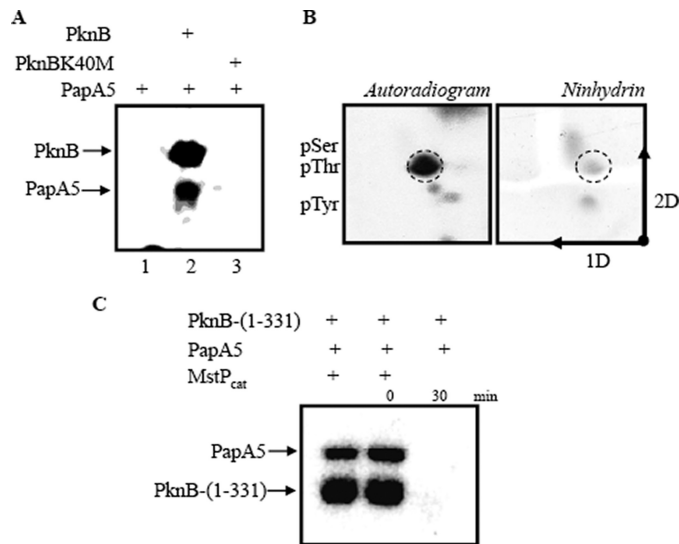 A
PknB +
PknBK40M +
PapA5 + + +
PknB
PapA5
1 2 3
B
Autoradiogram Ninhydrin
pSer
pThr
pTyr
2D
1D
C
PknB-(1-331) + + +
PapA5 + + +
MstPcat + +
0 30 min
PapA5
PknB-(1-331)